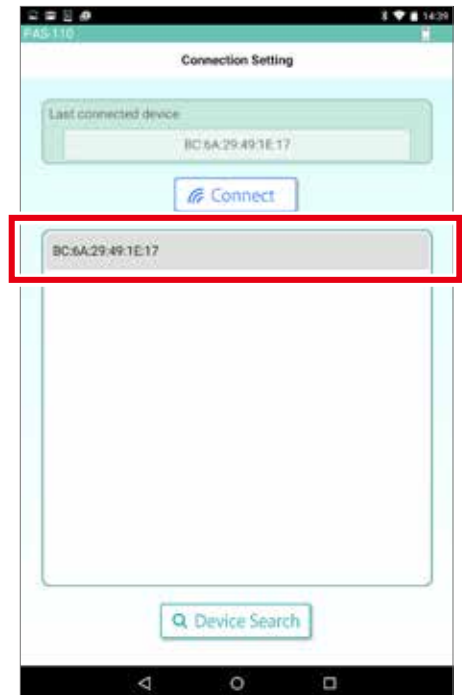 14:39
FAS-110
Connection Setting
Last connected device
BC:6A:29:49:1E:17
Connect
BC:6A:29:49:1E:17
Device Search